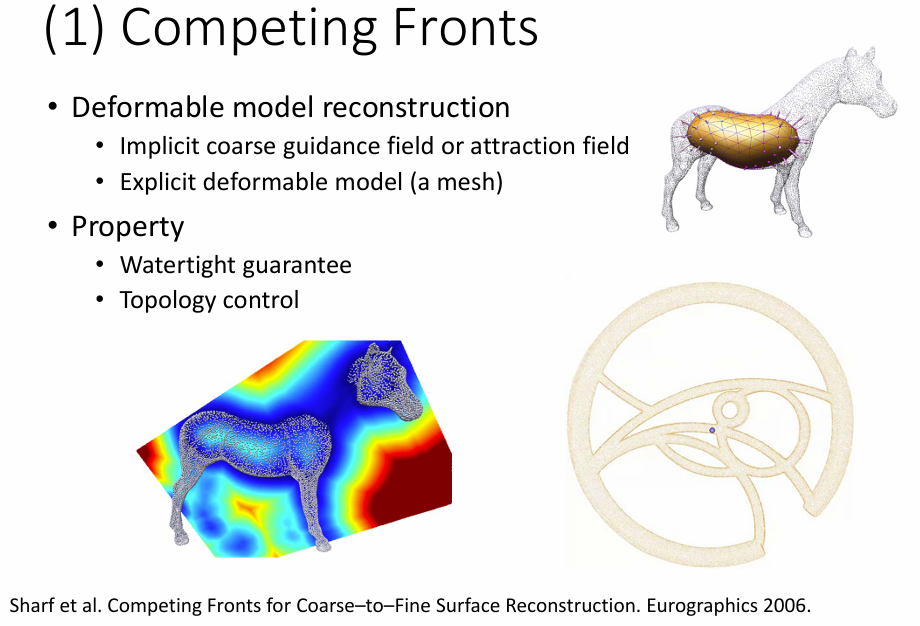 (1) Competing Fronts
• Deformable model reconstruction
• Implicit coarse guidance field or attraction field
• Explicit deformable model (a mesh)
• Property
• Watertight guarantee
• Topology control
Sharf et al. Competing Fronts for Coarse–to–Fine Surface Reconstruction. Eurographics 2006.